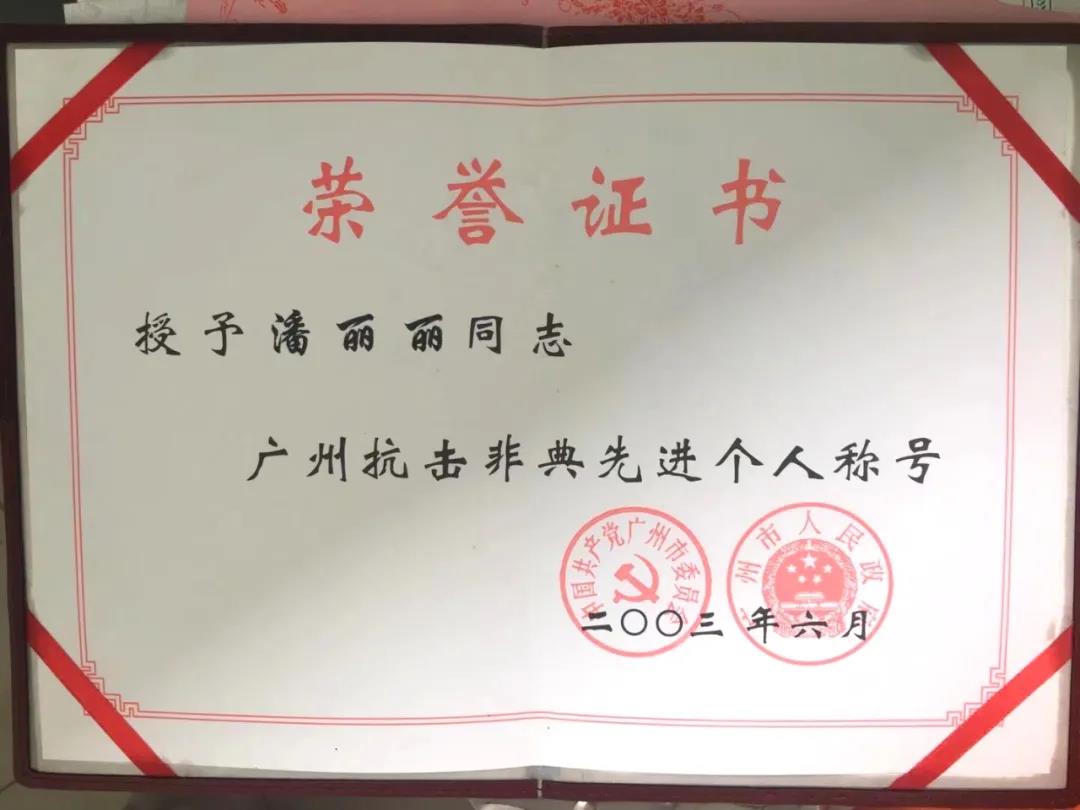 荣誉证书
授予潘丽丽同志
广州抗击非典先进个人称号
中国共产党广州市委员会
广州市人民政府
二〇〇三年六月